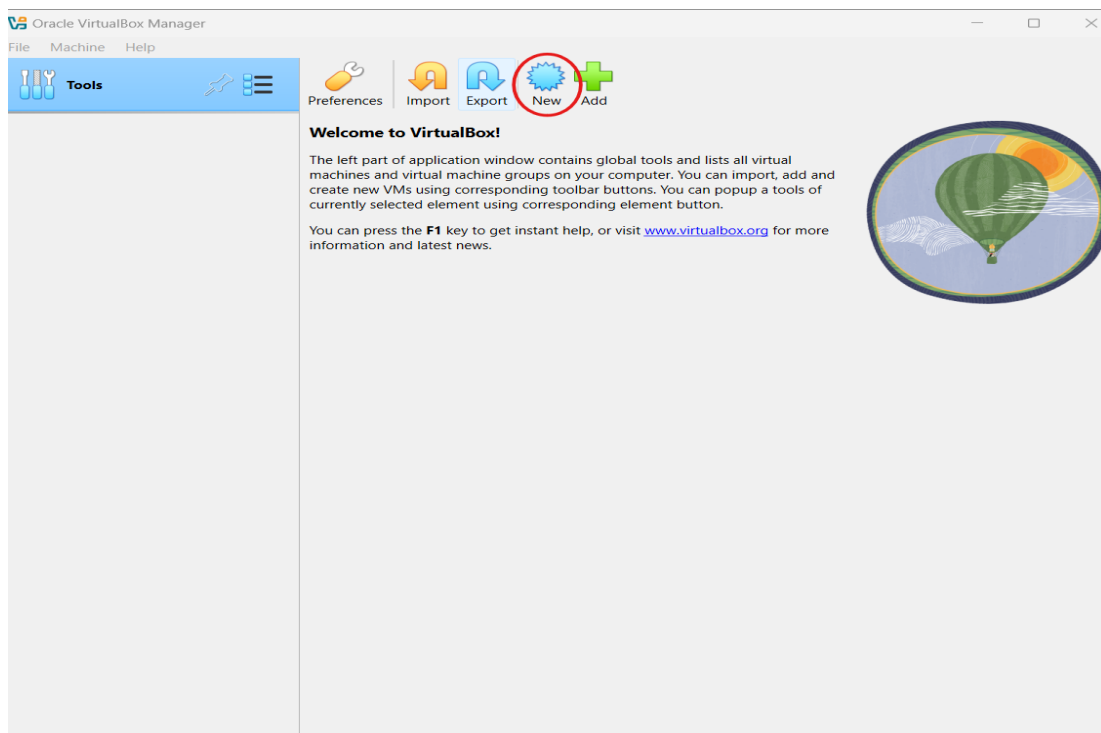 Oracle VirtualBox Manager
File Machine Help
Tools
Preferences Import Export New Add
Welcome to VirtualBox!
The left part of application window contains global tools and lists all virtual
machines and virtual machine groups on your computer. You can import, add and
create new VMs using corresponding toolbar buttons. You can popup a tools of
currently selected element using corresponding element button.
You can press the F1 key to get instant help, or visit www.virtualbox.org for more
information and latest news.